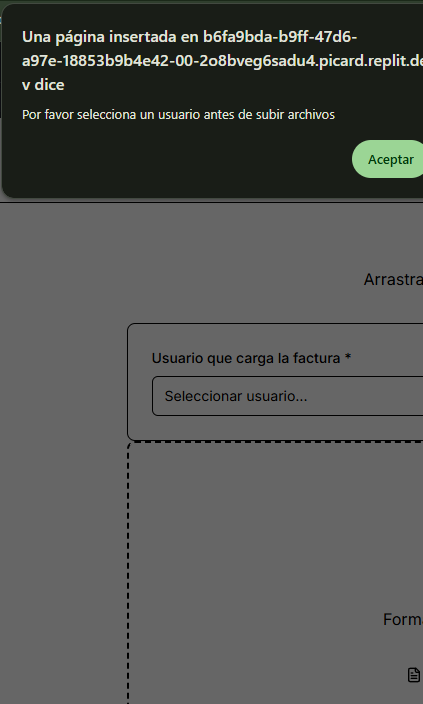 Una página insertada en b6fa9bda-b9ff-47d6-
a97e-18853b9b4e42-00-2o8bveg6sadu4.picard.replit.de
v dice
Por favor selecciona un usuario antes de subir archivos
Aceptar
Arrastra
Usuario que carga la factura *
Seleccionar usuario...
Forma